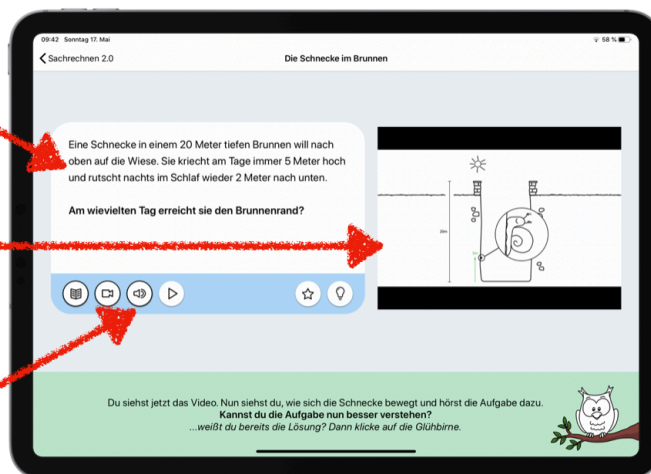 09:42 Sonntag 17. Mai
58 %
Sachrechnen 2.0
Die Schnecke im Brunnen
Eine Schnecke in einem 20 Meter tiefen Brunnen will nach
oben auf die Wiese. Sie kriecht am Tage immer 5 Meter hoch
und rutscht nachts im Schlaf wieder 2 Meter nach unten.
Am wievielten Tag erreicht sie den Brunnenrand?
20m
Du siehst jetzt das Video. Nun siehst du, wie sich die Schnecke bewegt und hörst die Aufgabe dazu.
Kannst du die Aufgabe nun besser verstehen?
...weißt du bereits die Lösung? Dann klicke auf die Glühbirne.